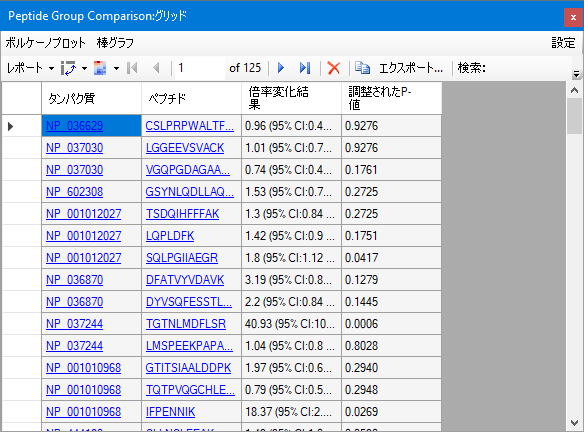 Peptide Group Comparison:グリッド
ボルケーノプロット 棒グラフ 設定
レポート 1 of 125 エクスポート... 検索:
タンパク質 ペプチド 倍率変化結果 調整されたP-値
NP_036629 CSLPRPWALTF... 0.96 (95% CI:0.4... 0.9276
NP_037030 LGGEEVSVACK 1.01 (95% CI:0.7... 0.9276
NP_037030 VGQPGDAGAA... 0.74 (95% CI:0.4... 0.1761
NP_602308 GSYNLQDLLAQ... 1.53 (95% CI:0.7... 0.2725
NP_001012027 TSDQIHFFFAK 1.3 (95% CI:0.84 ... 0.2725
NP_001012027 LQPLDFK 1.42 (95% CI:0.9 ... 0.1751
NP_001012027 SQLPGIIAEGR 1.8 (95% CI:1.12 ... 0.0417
NP_036870 DFATVYVDAVK 3.19 (95% CI:0.8... 0.1279
NP_036870 DYVSQFESSTL... 2.2 (95% CI:0.84 ... 0.1445
NP_037244 TGTNLMDFLSR 40.93 (95% CI:10... 0.0006
NP_037244 LMSPEEKPAPA... 1.04 (95% CI:0.8 ... 0.8028
NP_001010968 GTITSIAALDDPK 1.97 (95% CI:0.6... 0.2940
NP_001010968 TQTPVQGCHLE... 0.79 (95% CI:0.5... 0.2948
NP_001010968 IFPENNIK 18.37 (95% CI:2.... 0.0269